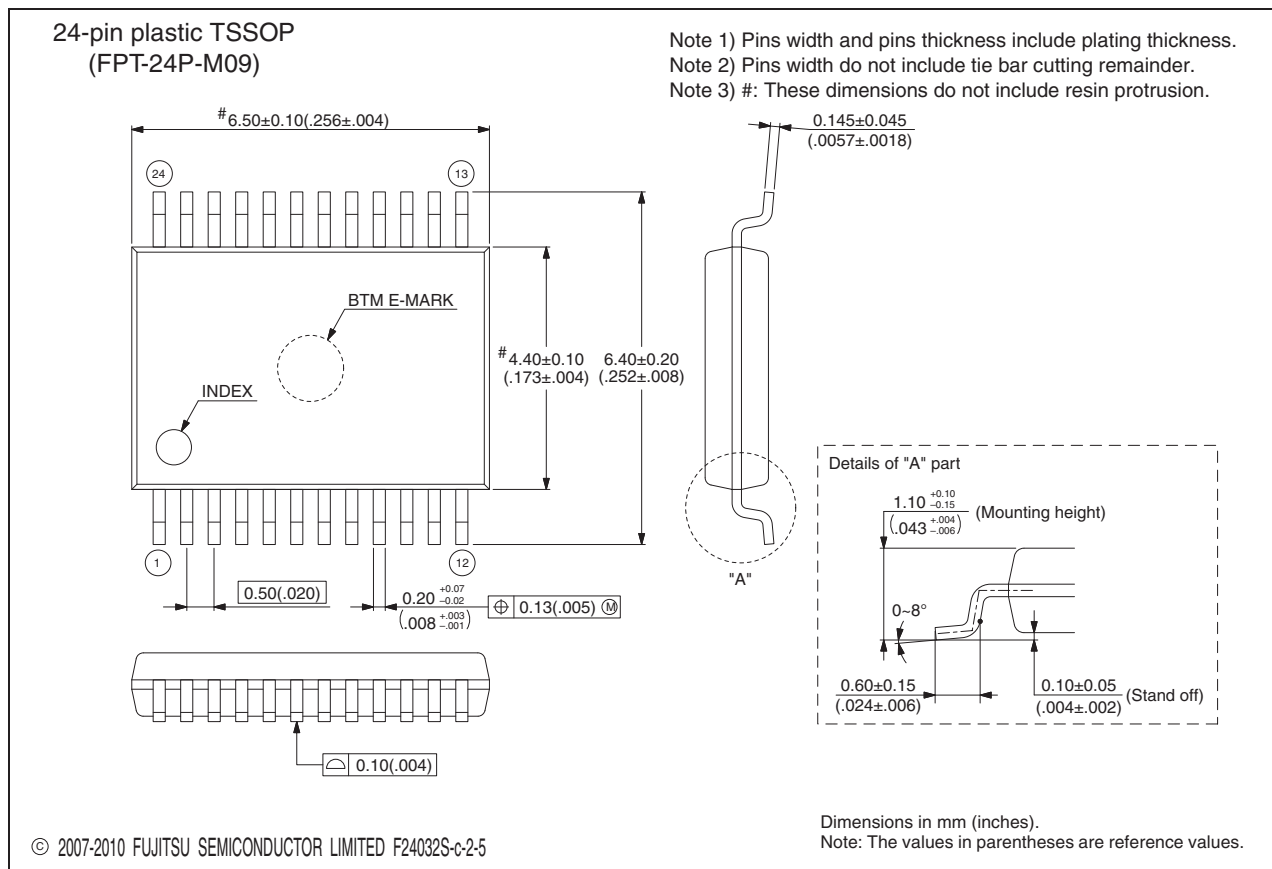 24-pin plastic TSSOP
(FPT-24P-M09)
Note 1) Pins width and pins thickness include plating thickness.
Note 2) Pins width do not include tie bar cutting remainder.
Note 3) #: These dimensions do not include resin protrusion.
#6.50±0.10(.256±.004)
0.145±0.045
(.0057±.0018)
24
13
BTM E-MARK
INDEX
#4.40±0.10
(.173±.004)
6.40±0.20
(.252±.008)
1
12
"A"
0.50(.020)
0.20 +0.07 −0.02
(.008 +.003 −.001)
⌖ 0.13(.005) Ⓜ
⌓ 0.10(.004)
Details of "A" part
1.10 +0.10 −0.15
(.043 +.004 −.006)
(Mounting height)
0~8°
0.60±0.15
(.024±.006)
0.10±0.05
(.004±.002)
(Stand off)
© 2007-2010 FUJITSU SEMICONDUCTOR LIMITED F24032S-c-2-5
Dimensions in mm (inches).
Note: The values in parentheses are reference values.